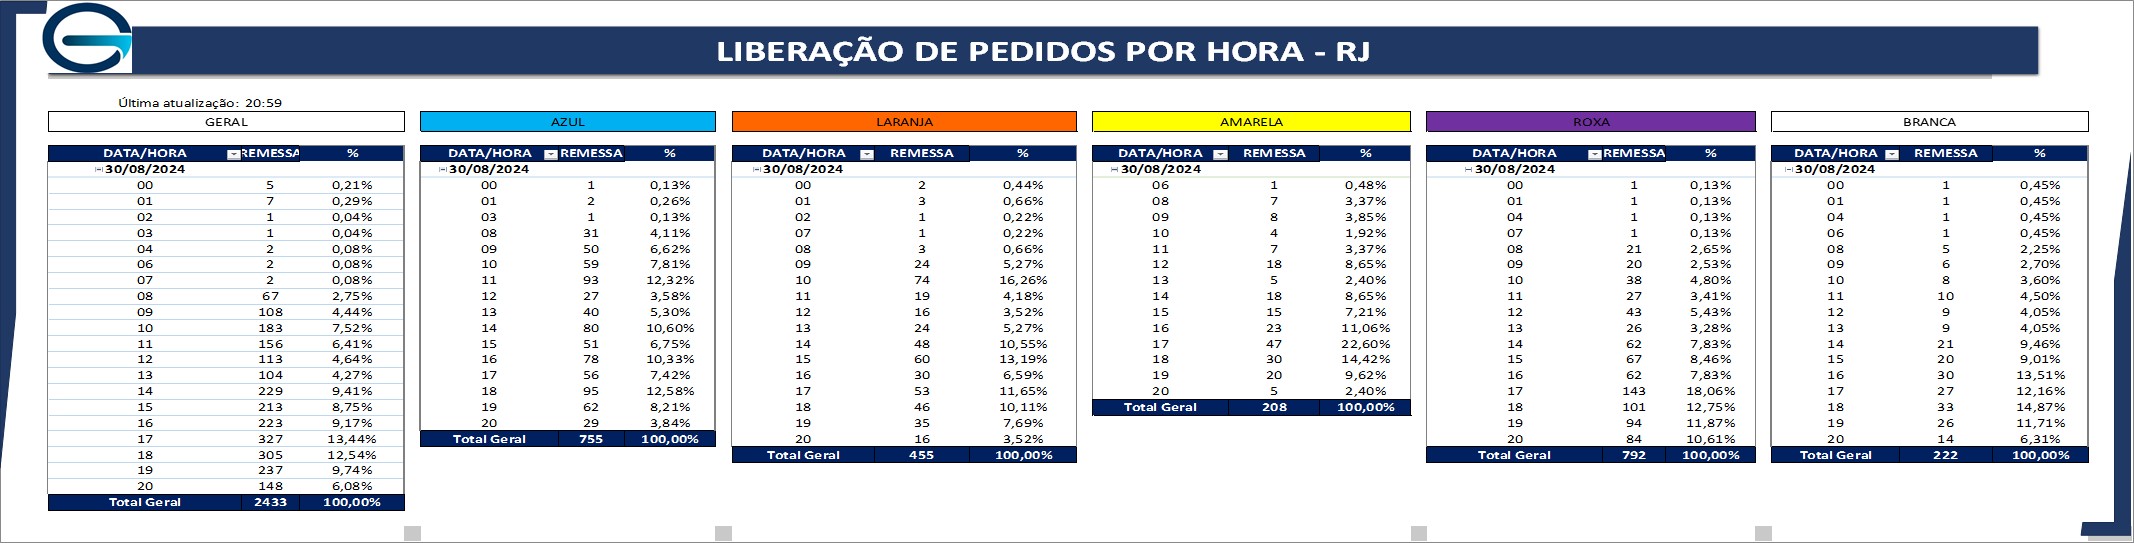 LIBERAÇÃO DE PEDIDOS POR HORA - RJ
Última atualização: 20:59
GERAL
DATA/HORA REMESSA %
30/08/2024
00 5 0,21%
01 7 0,29%
02 1 0,04%
03 1 0,04%
04 2 0,08%
06 2 0,08%
07 2 0,08%
08 67 2,75%
09 108 4,44%
10 183 7,52%
11 156 6,41%
12 113 4,64%
13 104 4,27%
14 229 9,41%
15 213 8,75%
16 223 9,17%
17 327 13,44%
18 305 12,54%
19 237 9,74%
20 148 6,08%
Total Geral 2433 100,00%
AZUL
DATA/HORA REMESSA %
30/08/2024
00 1 0,13%
01 2 0,26%
03 1 0,13%
08 31 4,11%
09 50 6,62%
10 59 7,81%
11 93 12,32%
12 27 3,58%
13 40 5,30%
14 80 10,60%
15 51 6,75%
16 78 10,33%
17 56 7,42%
18 95 12,58%
19 62 8,21%
20 29 3,84%
Total Geral 755 100,00%
LARANJA
DATA/HORA REMESSA %
30/08/2024
00 2 0,44%
01 3 0,66%
02 1 0,22%
07 1 0,22%
08 3 0,66%
09 24 5,27%
10 74 16,26%
11 19 4,18%
12 16 3,52%
13 24 5,27%
14 48 10,55%
15 60 13,19%
16 30 6,59%
17 53 11,65%
18 46 10,11%
19 35 7,69%
20 16 3,52%
Total Geral 455 100,00%
AMARELA
DATA/HORA REMESSA %
30/08/2024
06 1 0,48%
08 7 3,37%
09 8 3,85%
10 4 1,92%
11 7 3,37%
12 18 8,65%
13 5 2,40%
14 18 8,65%
15 15 7,21%
16 23 11,06%
17 47 22,60%
18 30 14,42%
19 20 9,62%
20 5 2,40%
Total Geral 208 100,00%
ROXA
DATA/HORA REMESSA %
30/08/2024
00 1 0,13%
01 1 0,13%
04 1 0,13%
07 1 0,13%
08 21 2,65%
09 20 2,53%
10 38 4,80%
11 27 3,41%
12 43 5,43%
13 26 3,28%
14 62 7,83%
15 67 8,46%
16 62 7,83%
17 143 18,06%
18 101 12,75%
19 94 11,87%
20 84 10,61%
Total Geral 792 100,00%
BRANCA
DATA/HORA REMESSA %
30/08/2024
00 1 0,45%
01 1 0,45%
04 1 0,45%
06 1 0,45%
08 5 2,25%
09 6 2,70%
10 8 3,60%
11 10 4,50%
12 9 4,05%
13 9 4,05%
14 21 9,46%
15 20 9,01%
16 30 13,51%
17 27 12,16%
18 33 14,87%
19 26 11,71%
20 14 6,31%
Total Geral 222 100,00%